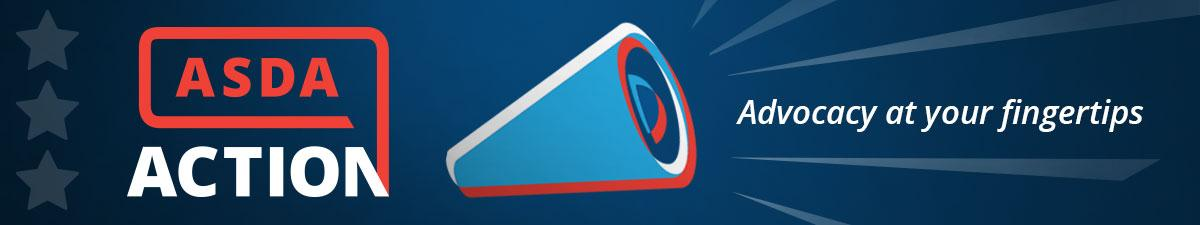 ASDA
ACTION
Advocacy at your fingertips